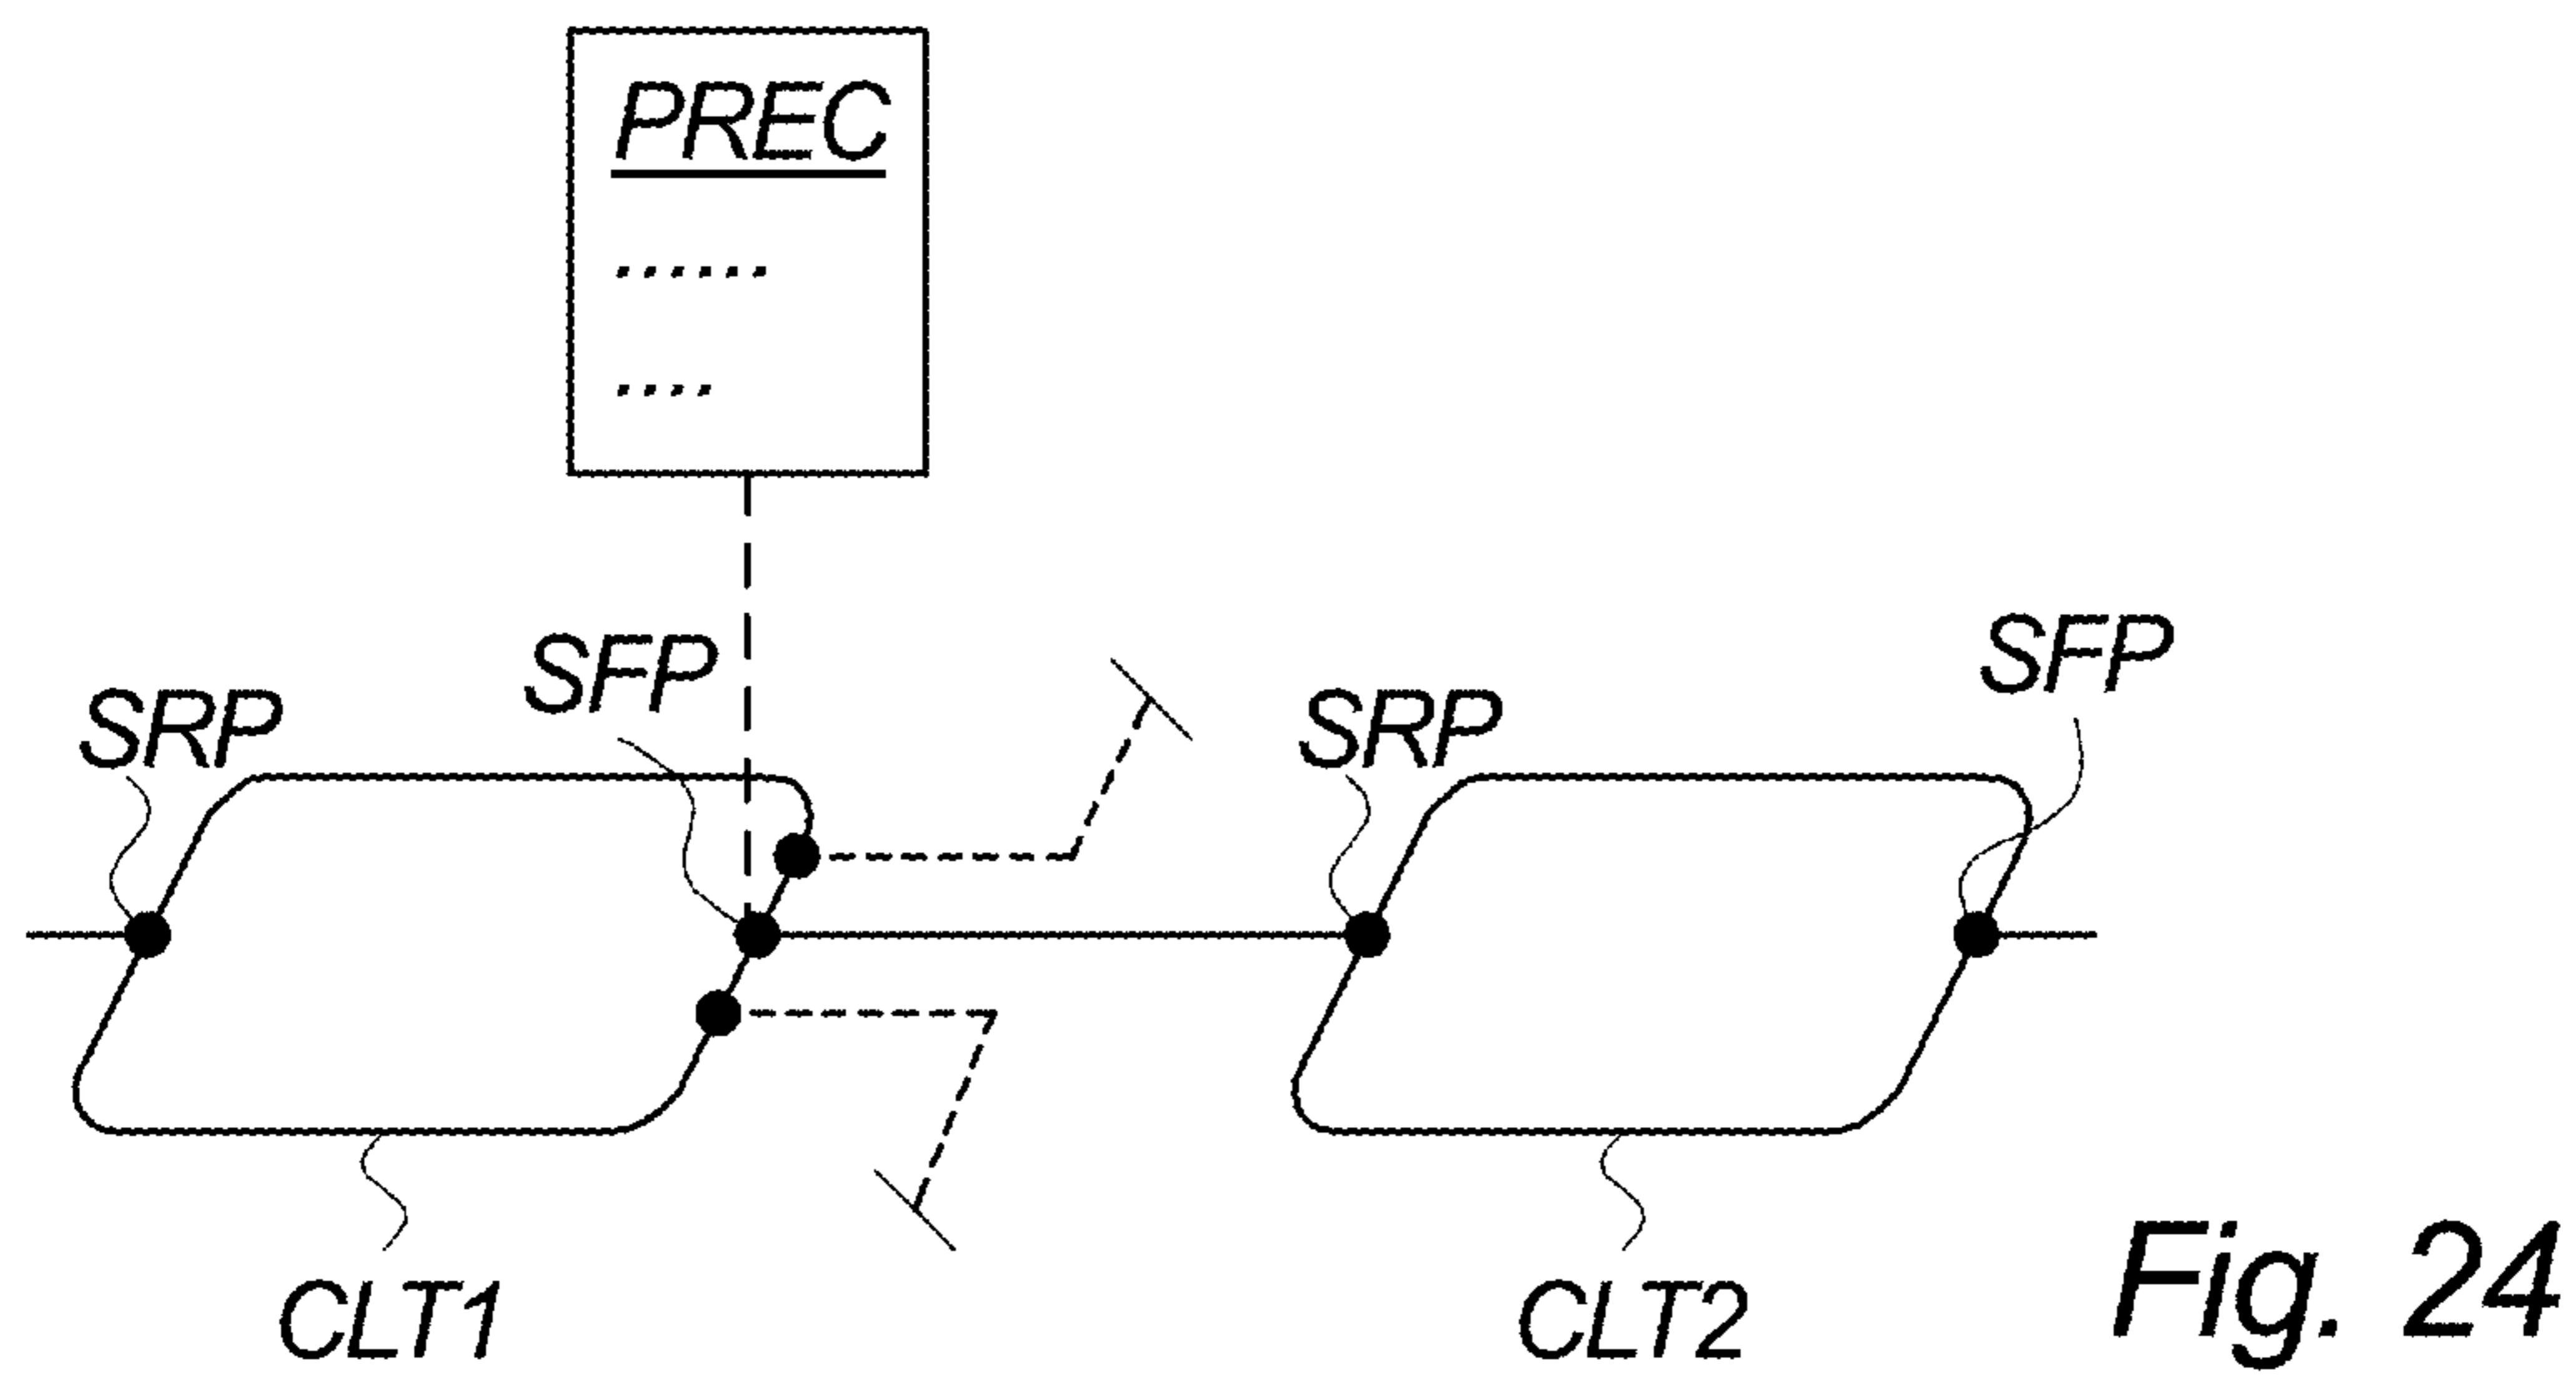 PREC
......
....
SFP
SFP
SRP
SRP
CLT1
CLT2
Fig. 24